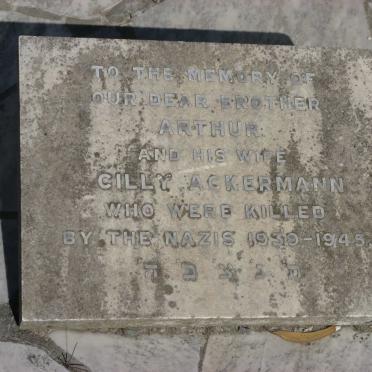 TO THE MEMORY OF
OUR DEAR BROTHER
ARTHUR
AND HIS WIFE
CILLY ACKERMANN
WHO WERE KILLED
BY THE NAZIS 1939-1945